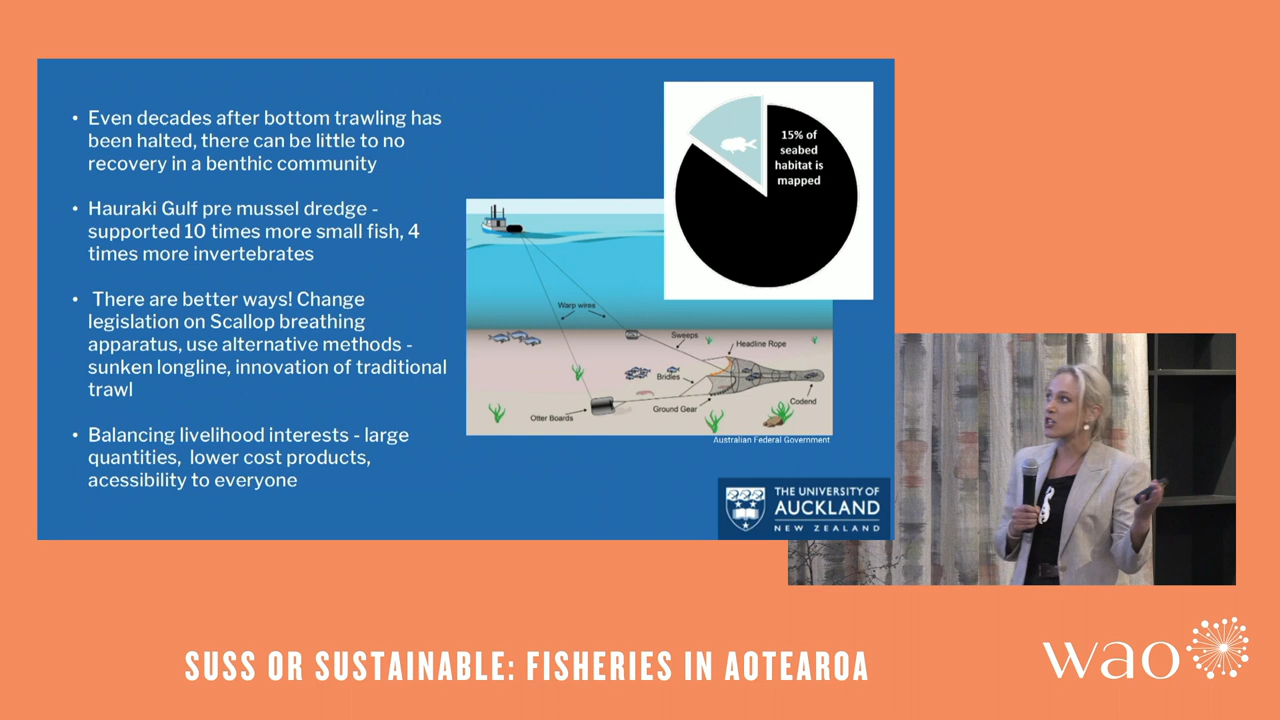 • Even decades after bottom trawling has
been halted, there can be little to no
recovery in a benthic community
• Hauraki Gulf pre mussel dredge -
supported 10 times more small fish, 4
times more invertebrates
• There are better ways! Change
legislation on Scallop breathing
apparatus, use alternative methods -
sunken longline, innovation of traditional
trawl
• Balancing livelihood interests - large
quantities, lower cost products,
acessibility to everyone
15% of
seabed
habitat is
mapped
Warp wires
Sweeps
Headline Rope
Bridles
Codend
Ground Gear
Otter Boards
Australian Federal Government
THE UNIVERSITY OF
AUCKLAND
NEW ZEALAND
SUSS OR SUSTAINABLE: FISHERIES IN AOTEAROA
wao